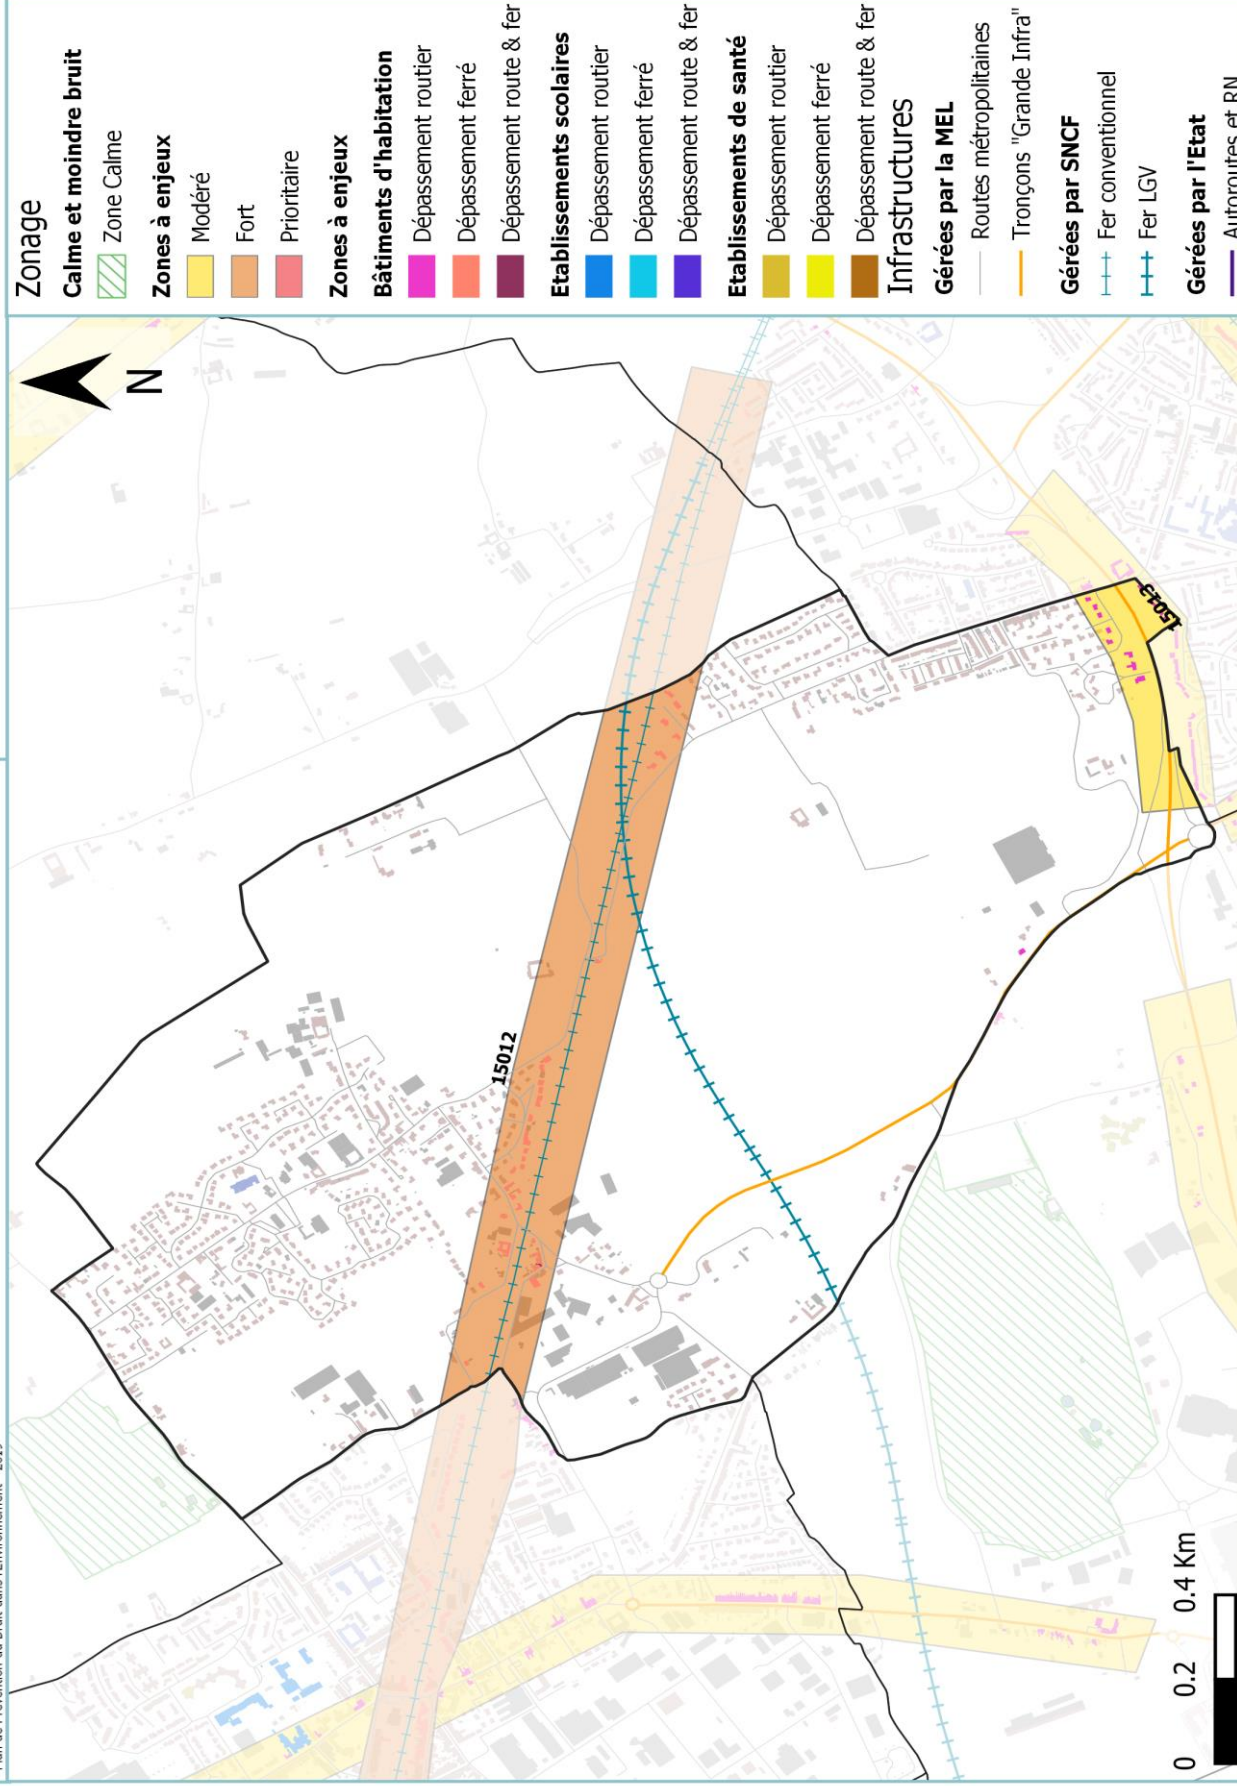 Zonage
Calme et moindre bruit
Zone Calme
Zones à enjeux
Modéré
Fort
Prioritaire
Zones à enjeux
Bâtiments d'habitation
Dépassement routier
Dépassement ferré
Dépassement route & fer
Etablissements scolaires
Dépassement routier
Dépassement ferré
Dépassement route & fer
Etablissements de santé
Dépassement routier
Dépassement ferré
Dépassement route & fer
Infrastructures
Gérées par la MEL
Routes métropolitaines
Tronçons "Grande Infra"
Gérées par SNCF
Fer conventionnel
Fer LGV
Gérées par l'Etat
Autoroutes et RN
N
15012
15013
0 0.2 0.4 Km